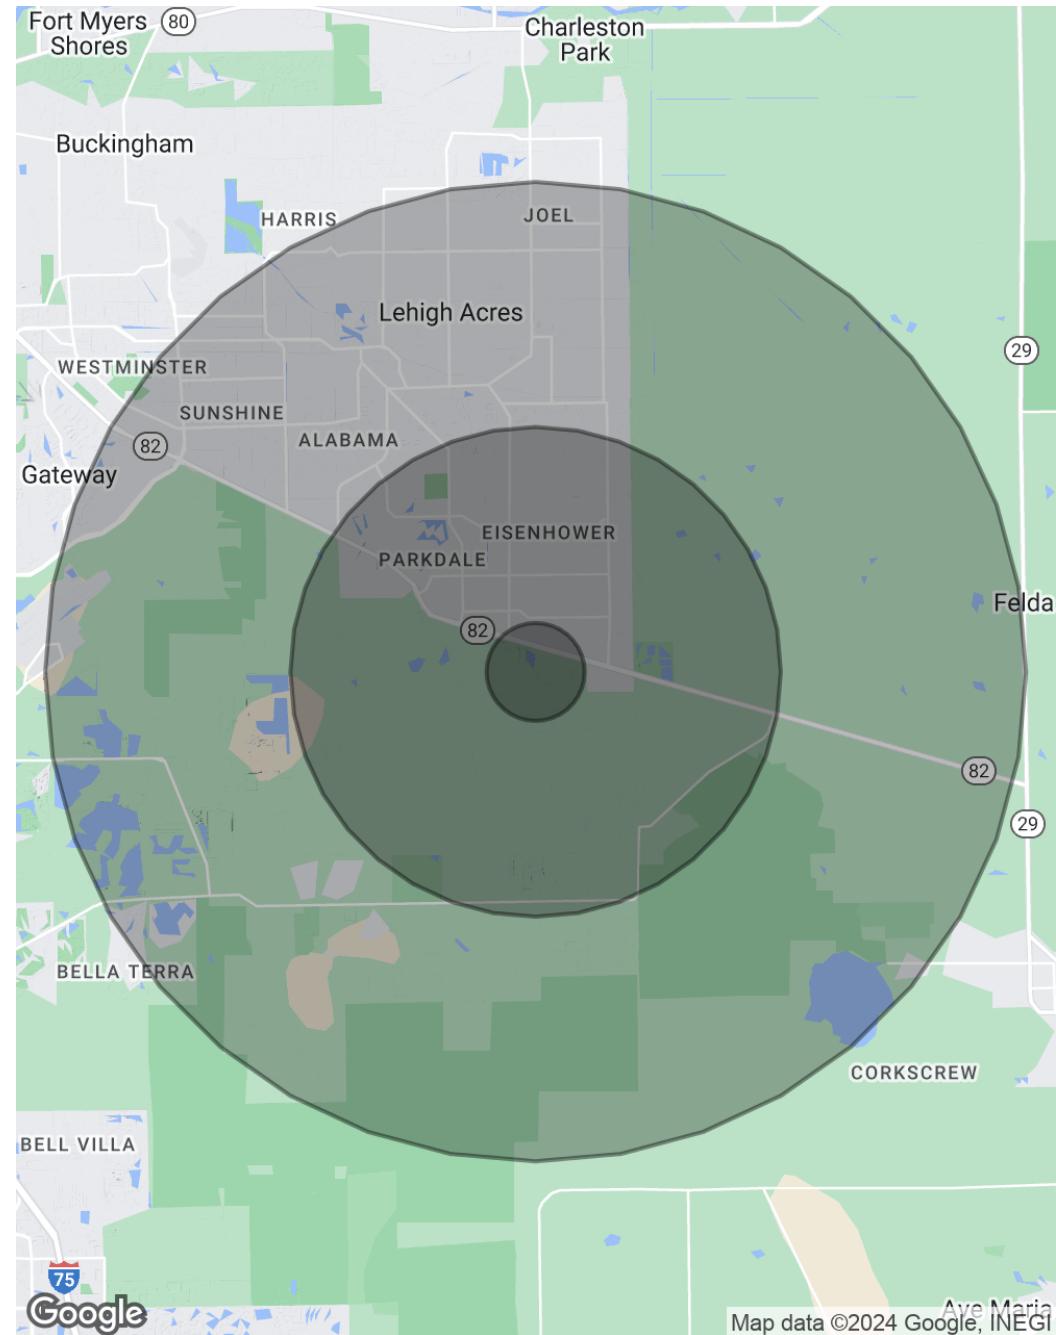 Fort Myers
Shores
80
Charleston
Park
Buckingham
HARRIS
JOEL
Lehigh Acres
29
WESTMINSTER
SUNSHINE
ALABAMA
82
Gateway
EISENHOWER
PARKDALE
Felda
82
82
29
BELLA TERRA
CORKSCREW
BELL VILLA
75
Google
Ave Maria
Map data ©2024 Google, INEGI